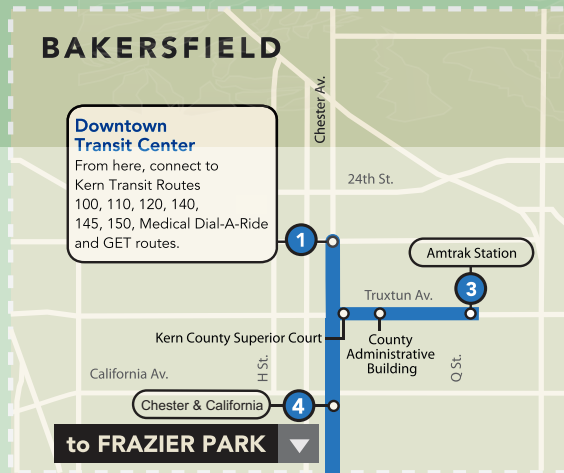 BAKERSFIELD
Chester Av.
Downtown
Transit Center
From here, connect to
Kern Transit Routes
100, 110, 120, 140,
145, 150, Medical Dial-A-Ride
and GET routes.
24th St.
1
Amtrak Station
3
Truxtun Av.
Kern County Superior Court
County
Administrative
Building
H St.
Q St.
California Av.
Chester & California
4
to FRAZIER PARK